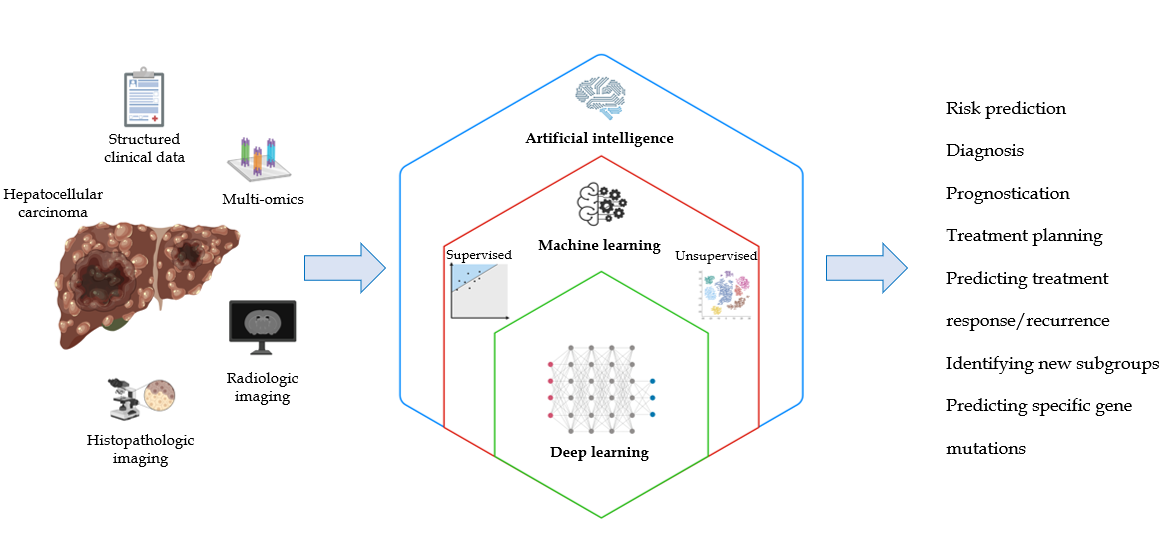 Structured
clinical data
Multi-omics
Hepatocellular
carcinoma
Radiologic
imaging
Histopathologic
imaging
Artificial intelligence
Machine learning
Supervised
Unsupervised
Deep learning
Risk prediction
Diagnosis
Prognostication
Treatment planning
Predicting treatment
response/recurrence
Identifying new subgroups
Predicting specific gene
mutations